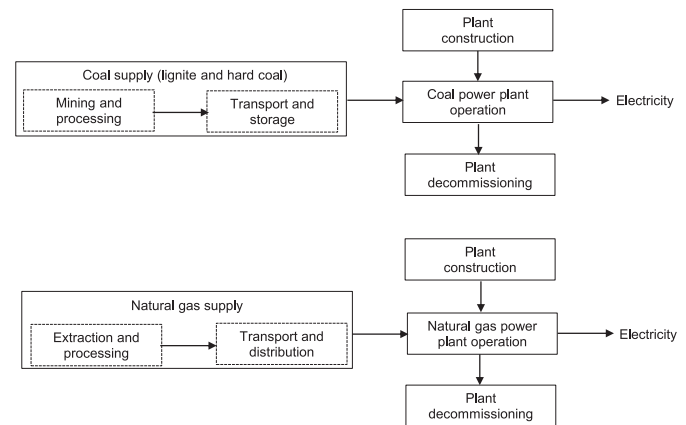 Plant
construction
Coal supply (lignite and hard coal)
Mining and
processing
Transport and
storage
Coal power plant
operation
Electricity
Plant
decommissioning
Plant
construction
Natural gas supply
Extraction and
processing
Transport and
distribution
Natural gas power
plant operation
Electricity
Plant
decommissioning